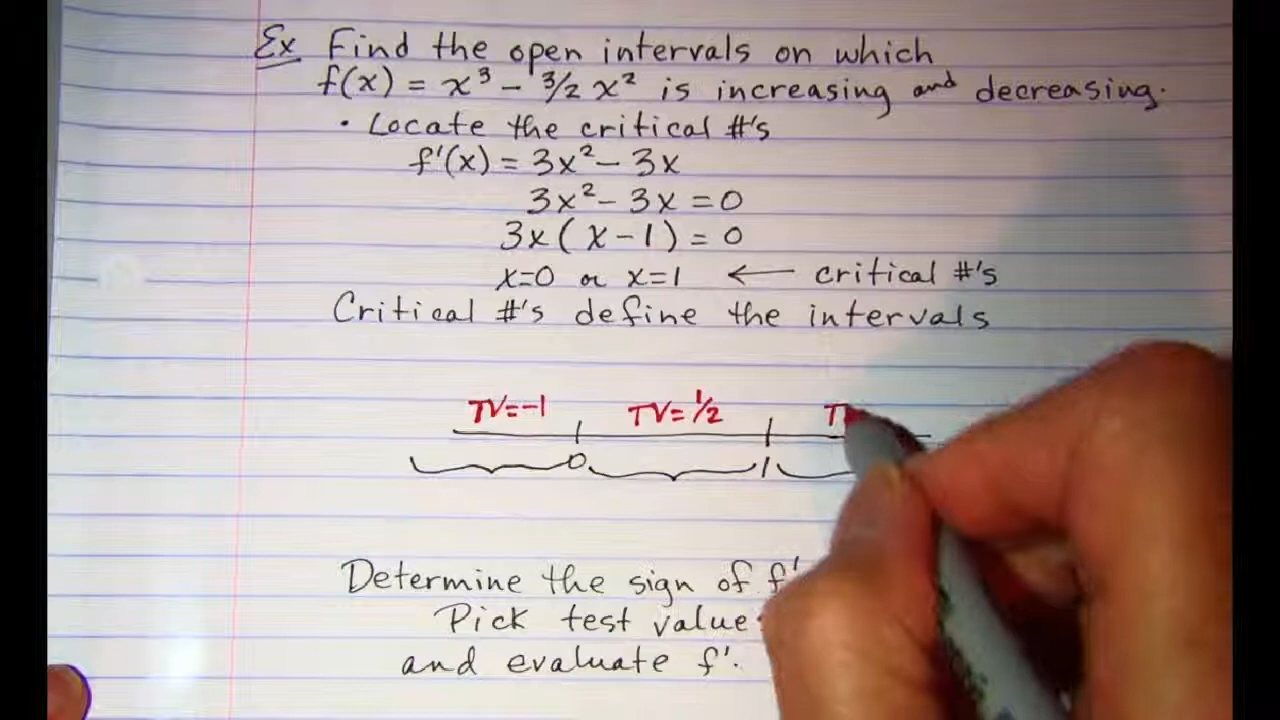 Ex Find the open intervals on which
f(x) = x³ - 3/2 x² is increasing and decreasing.
• Locate the critical #'s
f'(x) = 3x² - 3x
3x² - 3x = 0
3x(x-1) = 0
x=0 or x=1 ← critical #'s
Critical #'s define the intervals
TV=-1 TV=1/2
0 1
Determine the sign of f'
Pick test value
and evaluate f'.